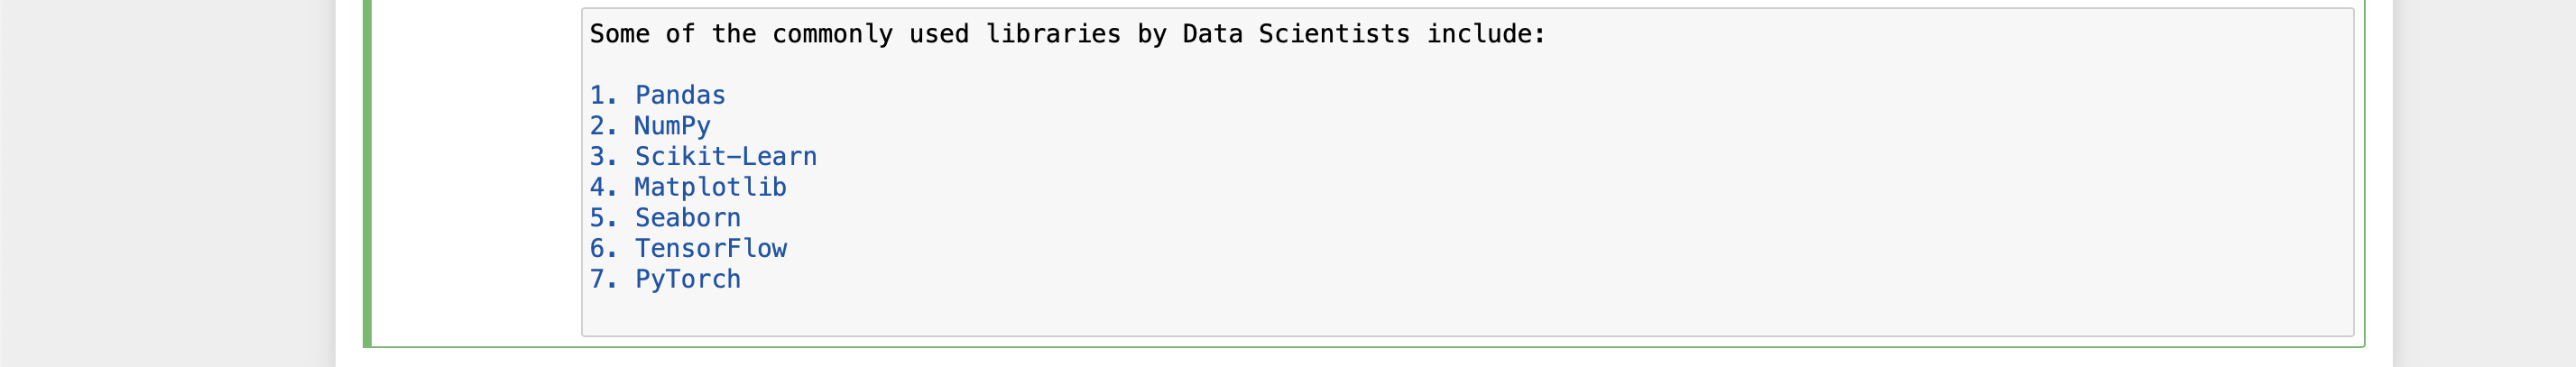 Some of the commonly used libraries by Data Scientists include:
1. Pandas
2. NumPy
3. Scikit-Learn
4. Matplotlib
5. Seaborn
6. TensorFlow
7. PyTorch